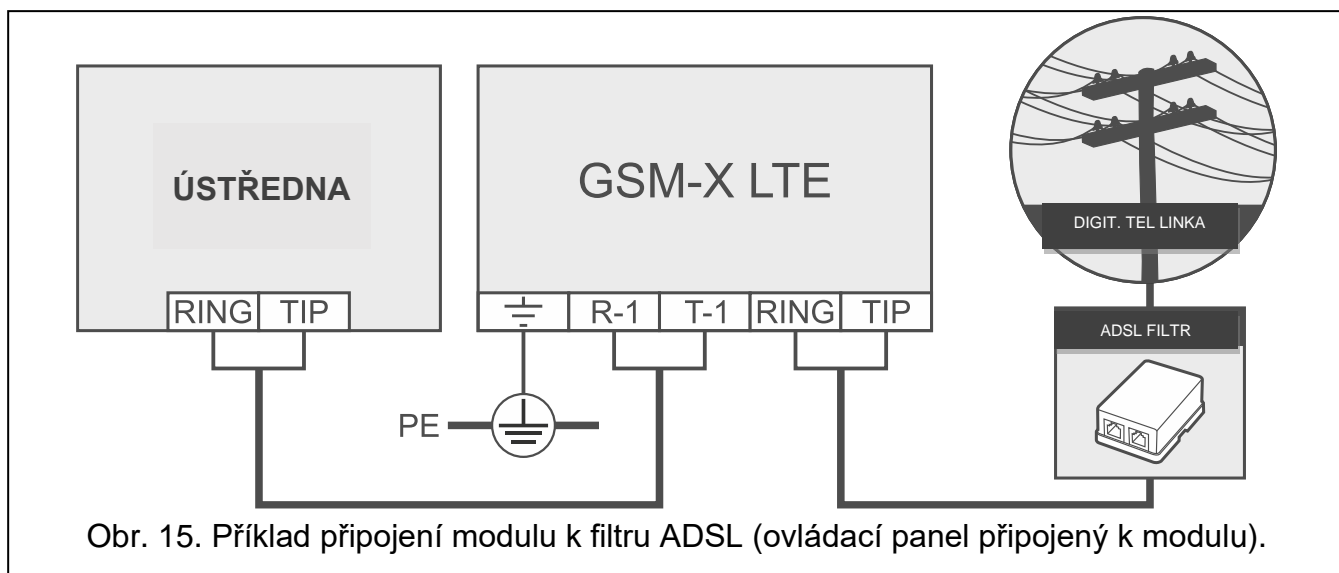 ÚSTŘEDNA
RING TIP
GSM-X LTE
R-1 T-1 RING TIP
PE
DIGIT. TEL LINKA
ADSL FILTR
Obr. 15. Příklad připojení modulu k filtru ADSL (ovládací panel připojený k modulu).